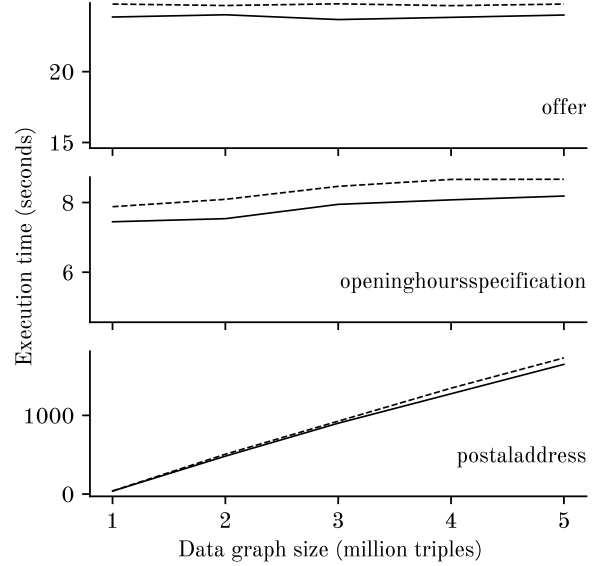 20
15
offer
8
6
openinghoursspecification
Execution time (seconds)
1000
0
postaladdress
1 2 3 4 5
Data graph size (million triples)